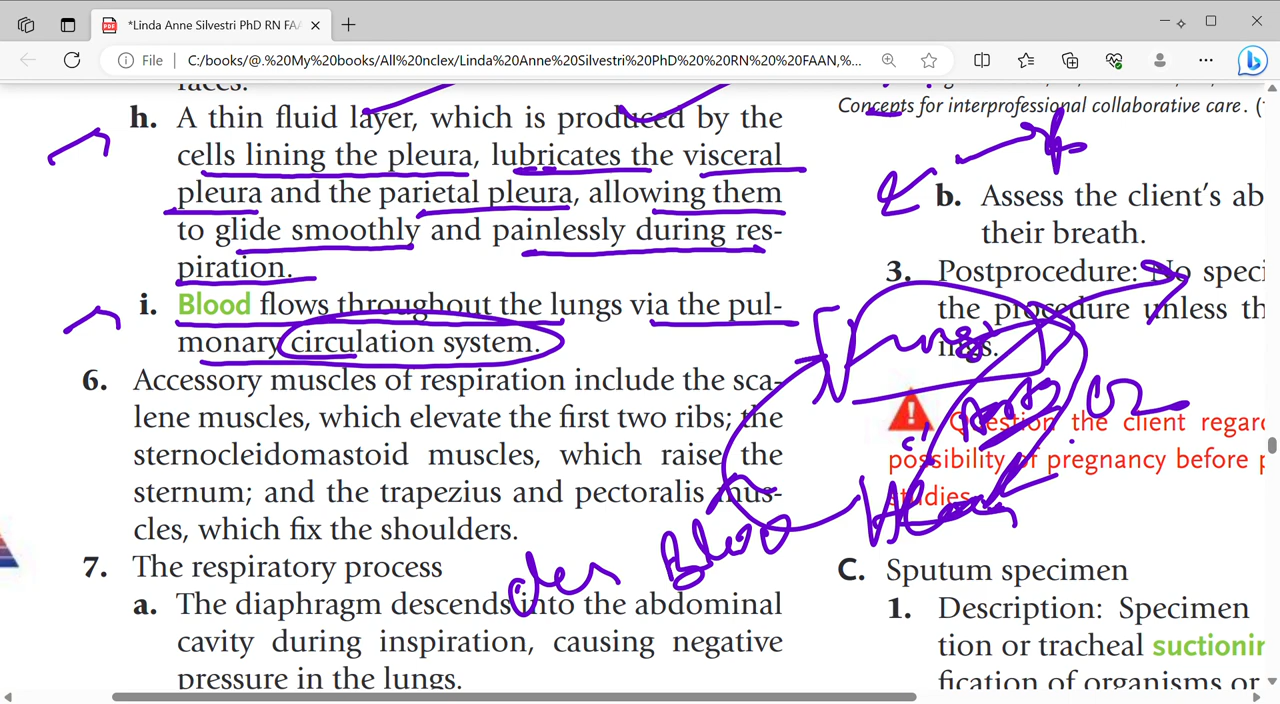 *Linda Anne Silvestri PhD RN FAA
File
C:/books/@.%20My%20books/All%20nclex/Linda%20Anne%20Silvestri%20PhD%20%20RN%20%20FAAN,%...
faces.
h. A thin fluid layer, which is produced by the
cells lining the pleura, lubricates the visceral
pleura and the parietal pleura, allowing them
to glide smoothly and painlessly during res-
piration.
i. Blood flows throughout the lungs via the pul-
monary circulation system.
6. Accessory muscles of respiration include the sca-
lene muscles, which elevate the first two ribs; the
sternocleidomastoid muscles, which raise the
sternum; and the trapezius and pectoralis mus-
cles, which fix the shoulders.
7. The respiratory process
a. The diaphragm descends into the abdominal
cavity during inspiration, causing negative
pressure in the lungs.
Concepts for interprofessional collaborative care. (
b. Assess the client's ab
their breath.
3. Postprocedure: No speci
the procedure unless th
ings.
Lungs
O2
Question the client regar
possibility of pregnancy before p
studies.
Heart
Blood
C. Sputum specimen
1. Description: Specimen
tion or tracheal suctionin
fication of organisms or